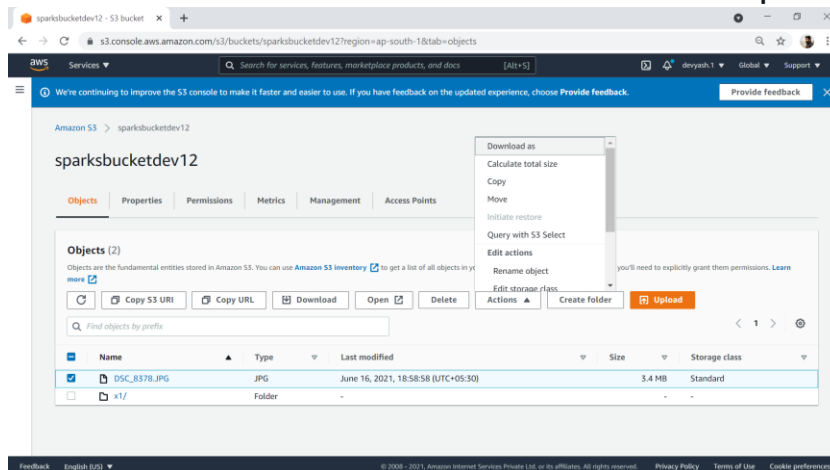 sparksbucketdev12 - S3 bucket
s3.console.aws.amazon.com/s3/buckets/sparksbucketdev12?region=ap-south-1&tab=objects
aws Services ▼ Search for services, features, marketplace products, and docs [Alt+S] devyash.1 ▼ Global ▼ Support ▼
We're continuing to improve the S3 console to make it faster and easier to use. If you have feedback on the updated experience, choose Provide feedback. Provide feedback
Amazon S3 > sparksbucketdev12
sparksbucketdev12
Download as
Calculate total size
Copy
Move
Initiate restore
Query with S3 Select
Edit actions
Rename object
Edit storage class
Objects Properties Permissions Metrics Management Access Points
Objects (2)
Objects are the fundamental entities stored in Amazon S3. You can use Amazon S3 inventory to get a list of all objects in you'll need to explicitly grant them permissions. Learn
more
Copy S3 URI Copy URL Download Open Delete Actions ▲ Create folder Upload
Find objects by prefix < 1 >
Name ▲ Type Last modified Size Storage class
DSC_8378.JPG JPG June 16, 2021, 18:58:58 (UTC+05:30) 3.4 MB Standard
x1/ Folder - - -
Feedback English (US) ▼ © 2008 - 2021, Amazon Internet Services Private Ltd. or its affiliates. All rights reserved. Privacy Policy Terms of Use Cookie preferences